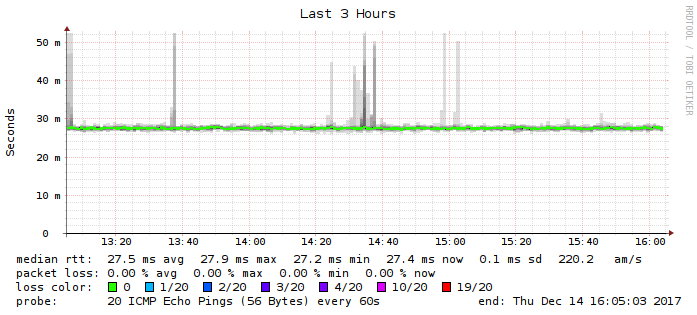 Last 3 Hours
RRDTOOL / TOBI OETIKER
Seconds
50 m
40 m
30 m
20 m
10 m
0
13:20 13:40 14:00 14:20 14:40 15:00 15:20 15:40 16:00
median rtt: 27.5 ms avg 27.9 ms max 27.2 ms min 27.4 ms now 0.1 ms sd 220.2 am/s
packet loss: 0.00 % avg 0.00 % max 0.00 % min 0.00 % now
loss color: 0 1/20 2/20 3/20 4/20 10/20 19/20
probe: 20 ICMP Echo Pings (56 Bytes) every 60s end: Thu Dec 14 16:05:03 2017